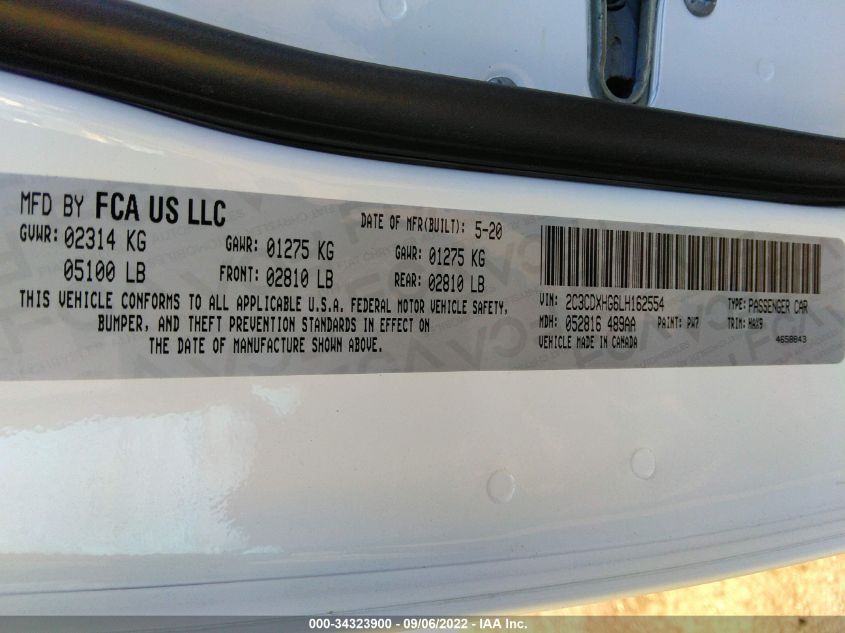 MFD BY FCA US LLC
DATE OF MFR(BUILT): 5-20
GVWR: 02314 KG
GAWR: 01275 KG
GAWR: 01275 KG
05100 LB
FRONT: 02810 LB
REAR: 02810 LB
THIS VEHICLE CONFORMS TO ALL APPLICABLE U.S.A. FEDERAL MOTOR VEHICLE SAFETY,
BUMPER, AND THEFT PREVENTION STANDARDS IN EFFECT ON
THE DATE OF MANUFACTURE SHOWN ABOVE.
VIN: 2C3CDXHG6LH162554
TYPE: PASSENGER CAR
MDH: 052816 489AA
PAINT: PW7
TRIM: HAX9
VEHICLE MADE IN CANADA
4658843
000-34323900 - 09/06/2022 - IAA Inc.